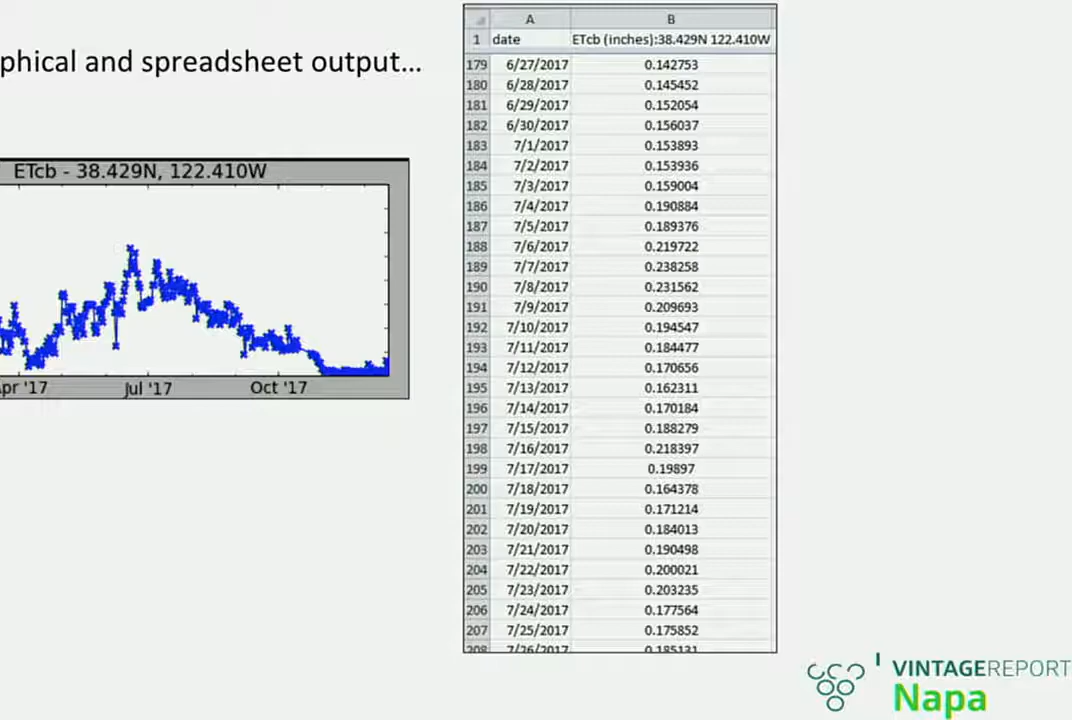 phical and spreadsheet output...
ETcb - 38.429N, 122.410W
pr '17 Jul '17 Oct '17
A B
1 date ETcb (inches):38.429N 122.410W
179 6/27/2017 0.142753
180 6/28/2017 0.145452
181 6/29/2017 0.152054
182 6/30/2017 0.156037
183 7/1/2017 0.153893
184 7/2/2017 0.153936
185 7/3/2017 0.159004
186 7/4/2017 0.190884
187 7/5/2017 0.189376
188 7/6/2017 0.219722
189 7/7/2017 0.238258
190 7/8/2017 0.231562
191 7/9/2017 0.209693
192 7/10/2017 0.194547
193 7/11/2017 0.184477
194 7/12/2017 0.170656
195 7/13/2017 0.162311
196 7/14/2017 0.170184
197 7/15/2017 0.188279
198 7/16/2017 0.218397
199 7/17/2017 0.19897
200 7/18/2017 0.164378
201 7/19/2017 0.171214
202 7/20/2017 0.184013
203 7/21/2017 0.190498
204 7/22/2017 0.200021
205 7/23/2017 0.203235
206 7/24/2017 0.177564
207 7/25/2017 0.175852
208 7/26/2017 0.185131
VINTAGEREPORT
Napa